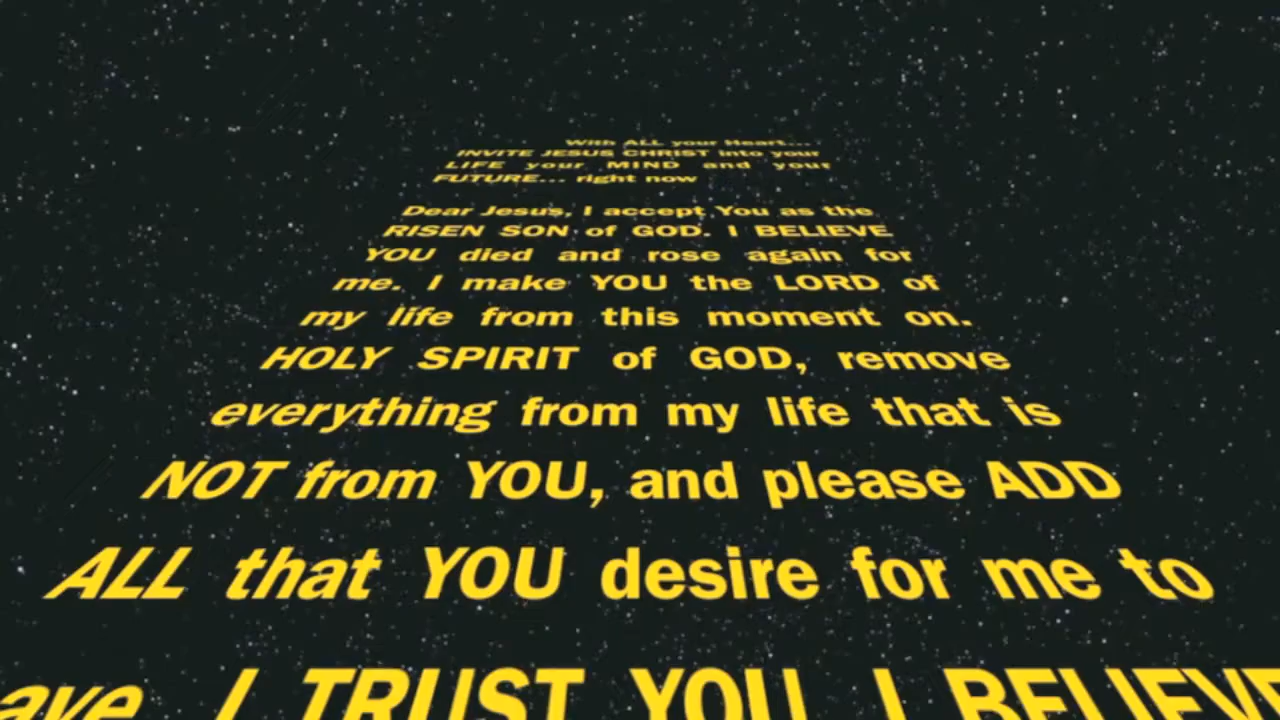 With ALL your Heart...
INVITE JESUS CHRIST into your
LIFE your MIND and your
FUTURE... right now
Dear Jesus, I accept You as the
RISEN SON of GOD. I BELIEVE
YOU died and rose again for
me. I make YOU the LORD of
my life from this moment on.
HOLY SPIRIT of GOD, remove
everything from my life that is
NOT from YOU, and please ADD
ALL that YOU desire for me to
I TRUST YOU I BELIEVE